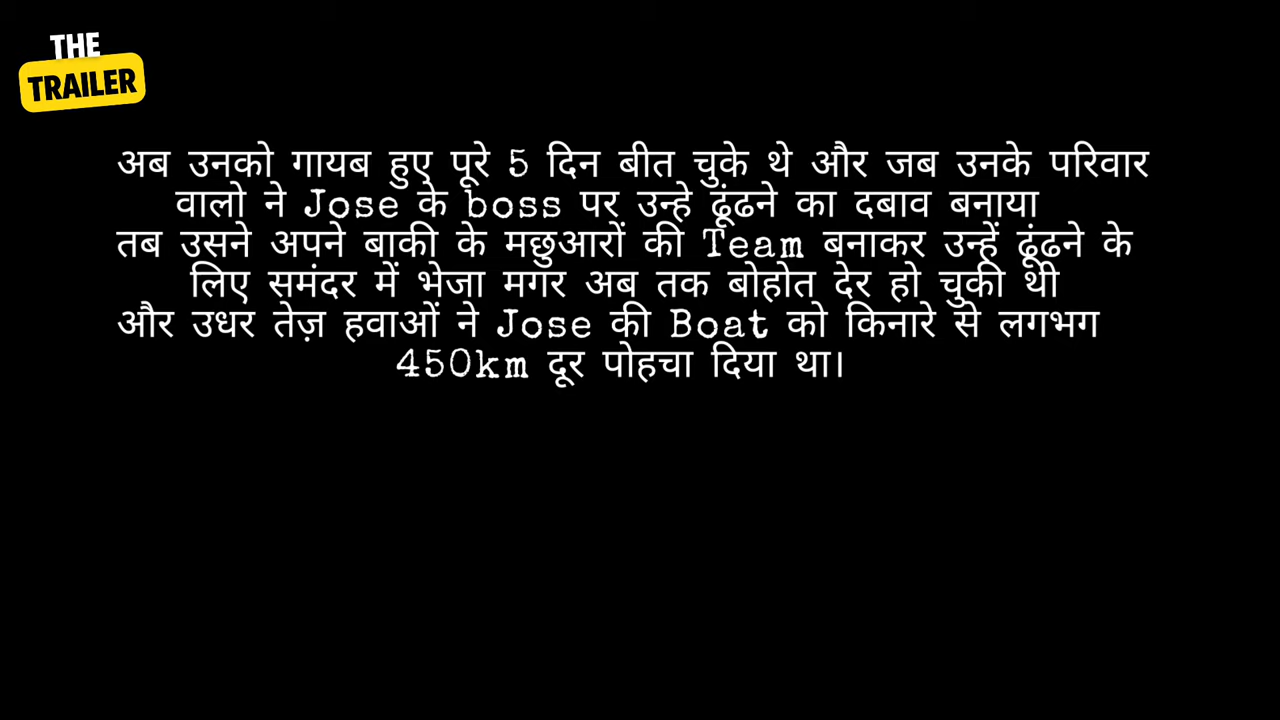 THE
TRAILER
अब उनको गायब हुए पूरे 5 दिन बीत चुके थे और जब उनके परिवार
वालो ने Jose के boss पर उन्हे ढूंढने का दबाव बनाया
तब उसने अपने बाकी के मछुआरों की Team बनाकर उन्हें ढूंढने के
लिए समंदर में भेजा मगर अब तक बोहोत देर हो चुकी थी
और उधर तेज़ हवाओं ने Jose की Boat को किनारे से लगभग
450km दूर पोहचा दिया था।